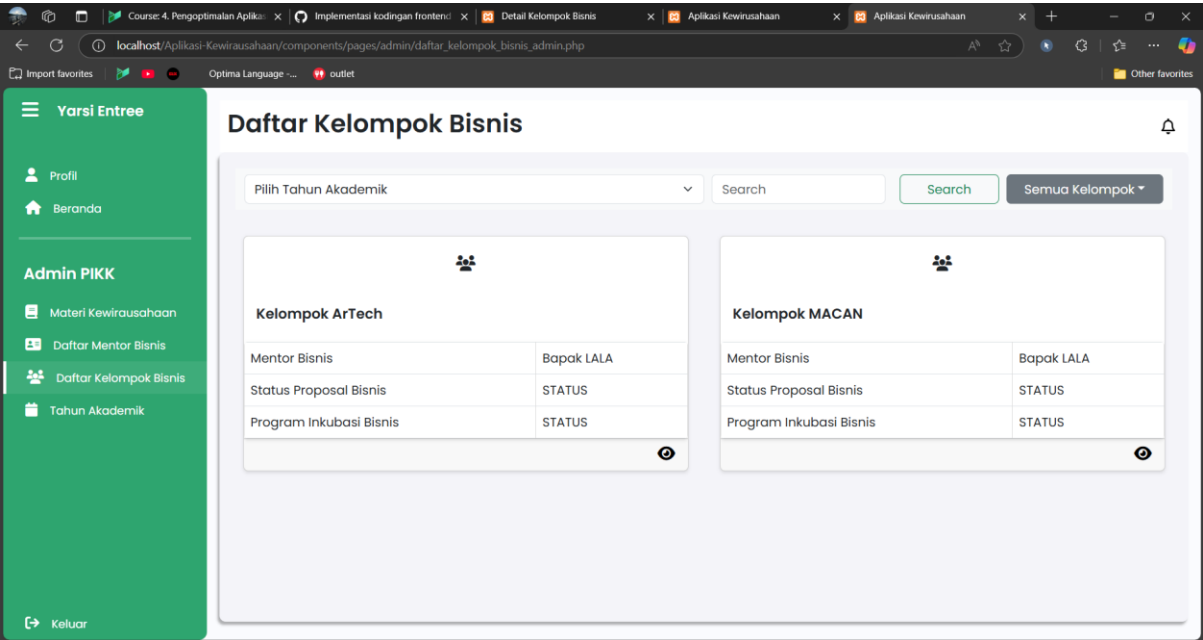 Course: 4. Pengoptimalan Aplikas
Implementasi kodingan frontend
Detail Kelompok Bisnis
Aplikasi Kewirusahaan
Aplikasi Kewirusahaan
localhost/Aplikasi-Kewirausahaan/components/pages/admin/daftar_kelompok_bisnis_admin.php
Import favorites
Optima Language -...
outlet
Other favorites
Yarsi Entree
Profil
Beranda
Admin PIKK
Materi Kewirausahaan
Daftar Mentor Bisnis
Daftar Kelompok Bisnis
Tahun Akademik
Keluar
Daftar Kelompok Bisnis
Pilih Tahun Akademik
Search
Search
Semua Kelompok
Kelompok ArTech
Mentor Bisnis Bapak LALA
Status Proposal Bisnis STATUS
Program Inkubasi Bisnis STATUS
Kelompok MACAN
Mentor Bisnis Bapak LALA
Status Proposal Bisnis STATUS
Program Inkubasi Bisnis STATUS